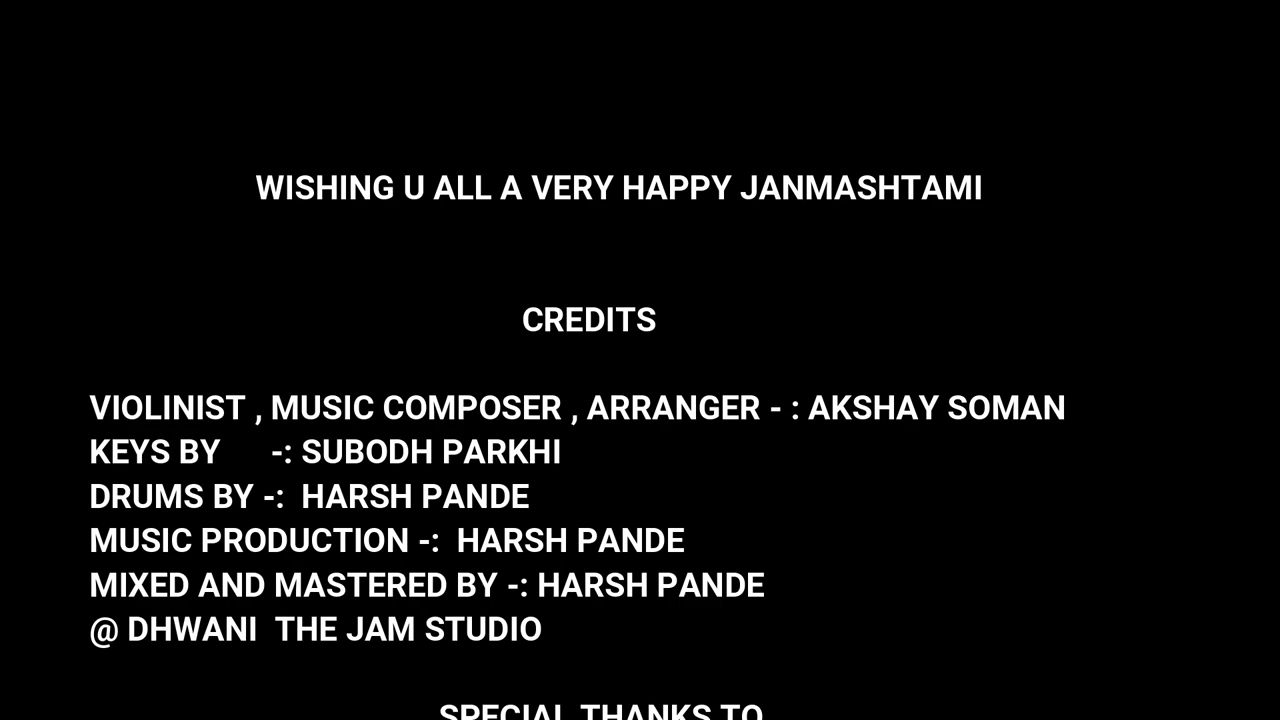 WISHING U ALL A VERY HAPPY JANMASHTAMI
CREDITS
VIOLINIST , MUSIC COMPOSER , ARRANGER - : AKSHAY SOMAN
KEYS BY -: SUBODH PARKHI
DRUMS BY -: HARSH PANDE
MUSIC PRODUCTION -: HARSH PANDE
MIXED AND MASTERED BY -: HARSH PANDE
@ DHWANI THE JAM STUDIO
SPECIAL THANKS TO